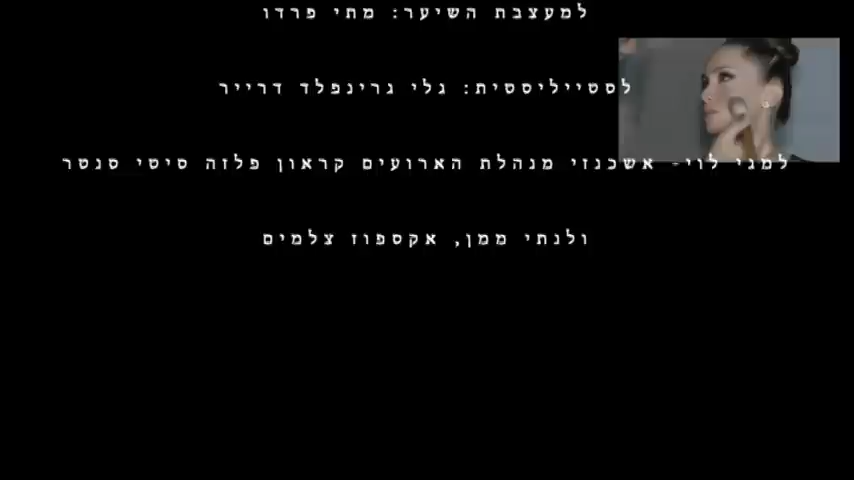 למעצבת השיער: מתי פרדו
לסטייליססטית: גלי גרינפלד דרייר
למגי לוי- אשכנזי מנהלת הארועים קראון פלזה סיטי סנטר
ולנתי ממן, אקספוז צלמים